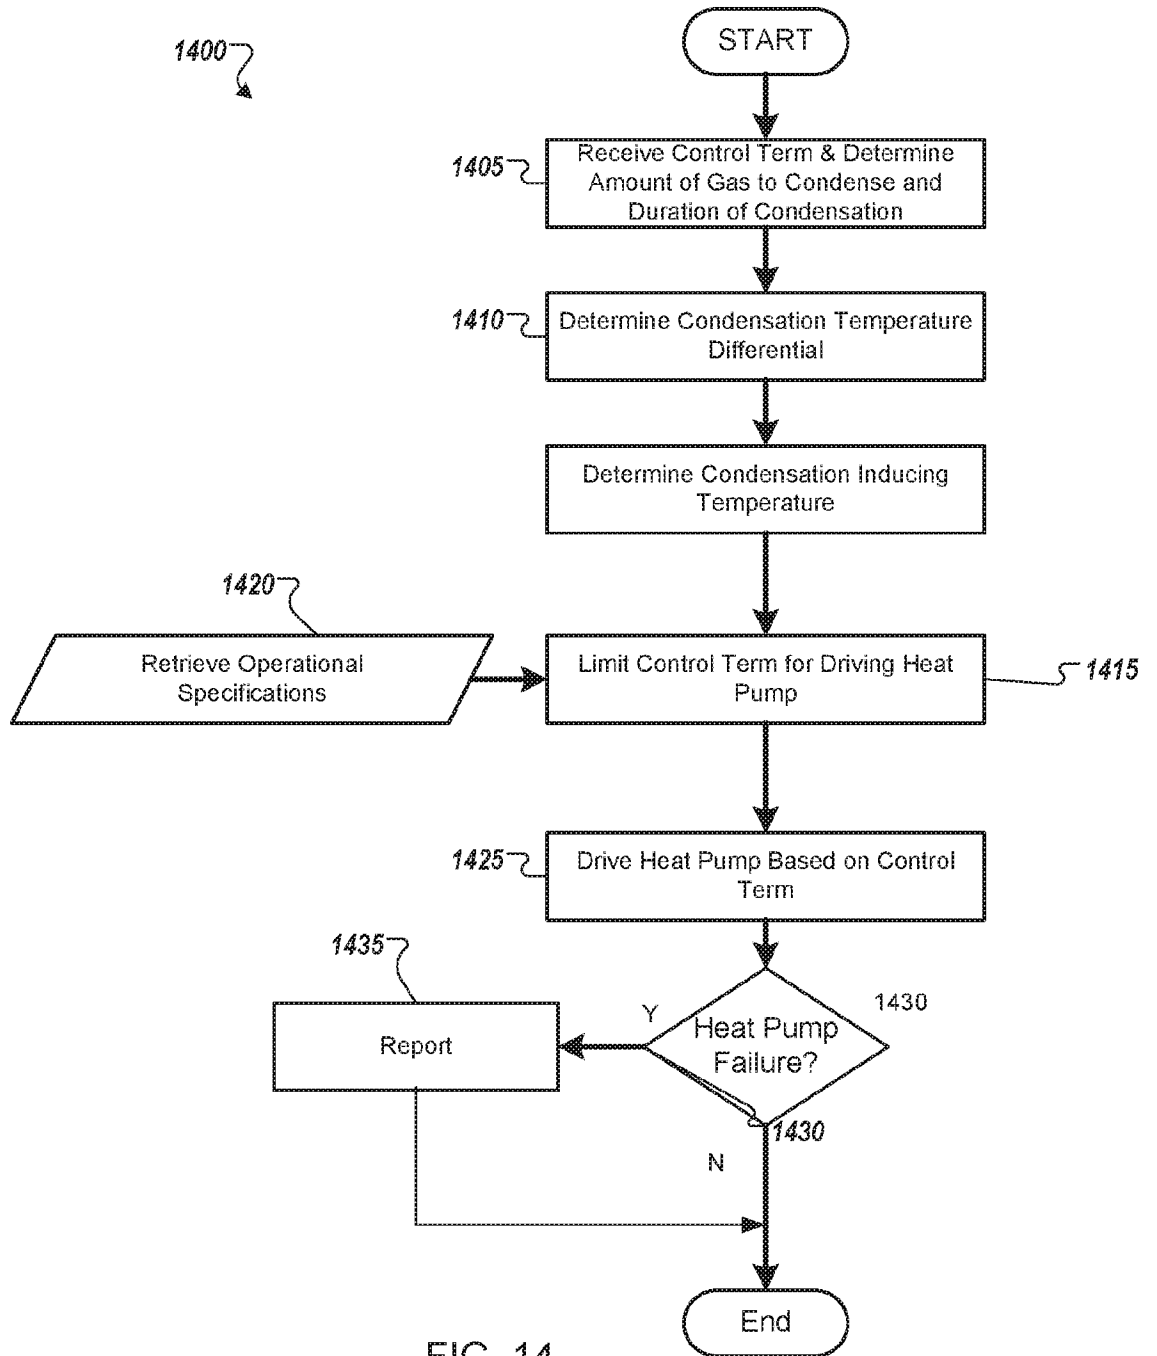 1400
START
1405
Receive Control Term & Determine
Amount of Gas to Condense and
Duration of Condensation
1410
Determine Condensation Temperature
Differential
Determine Condensation Inducing
Temperature
1420
Retrieve Operational
Specifications
Limit Control Term for Driving Heat
Pump
1415
1425
Drive Heat Pump Based on Control
Term
1435
Report
Y
Heat Pump
Failure?
1430
1430
N
End
FIG. 14